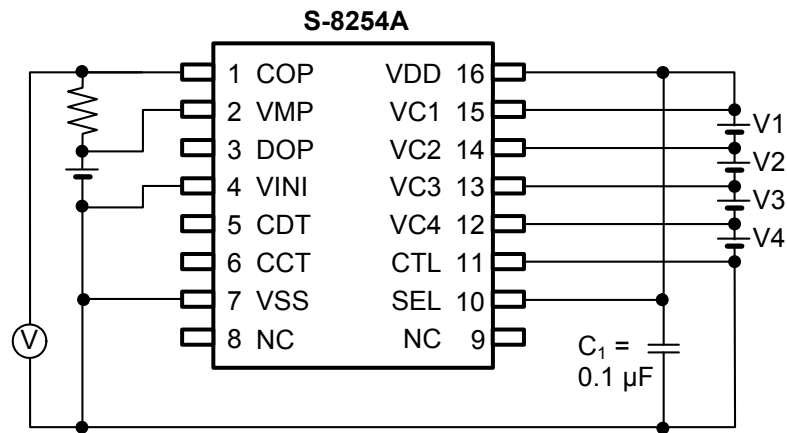 S-8254A
1 COP VDD 16
2 VMP VC1 15
V1
3 DOP VC2 14
V2
4 VINI VC3 13
V3
5 CDT VC4 12
V4
6 CCT CTL 11
7 VSS SEL 10
V 8 NC NC 9
C₁ =
0.1 µF